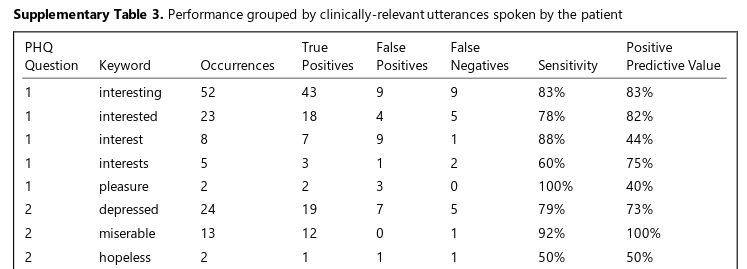 Supplementary Table 3. Performance grouped by clinically-relevant utterances spoken by the patient
PHQ Question Keyword Occurrences True Positives False Positives False Negatives Sensitivity Positive Predictive Value
1 interesting 52 43 9 9 83% 83%
1 interested 23 18 4 5 78% 82%
1 interest 8 7 9 1 88% 44%
1 interests 5 3 1 2 60% 75%
1 pleasure 2 2 3 0 100% 40%
2 depressed 24 19 7 5 79% 73%
2 miserable 13 12 0 1 92% 100%
2 hopeless 2 1 1 1 50% 50%